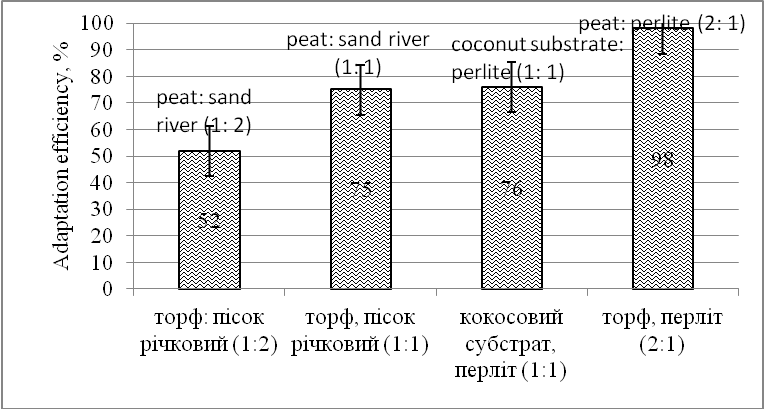 Adaptation efficiency, %
100
90
80
70
60
50
40
30
20
10
0
peat: sand
river (1: 2)
peat: sand river
(1: 1)
coconut substrate:
perlite (1: 1)
peat: perlite (2: 1)
52
75
76
98
торф: пісок
річковий (1:2)
торф, пісок
річковий (1:1)
кокосовий
субстрат,
перліт (1:1)
торф, перліт
(2:1)